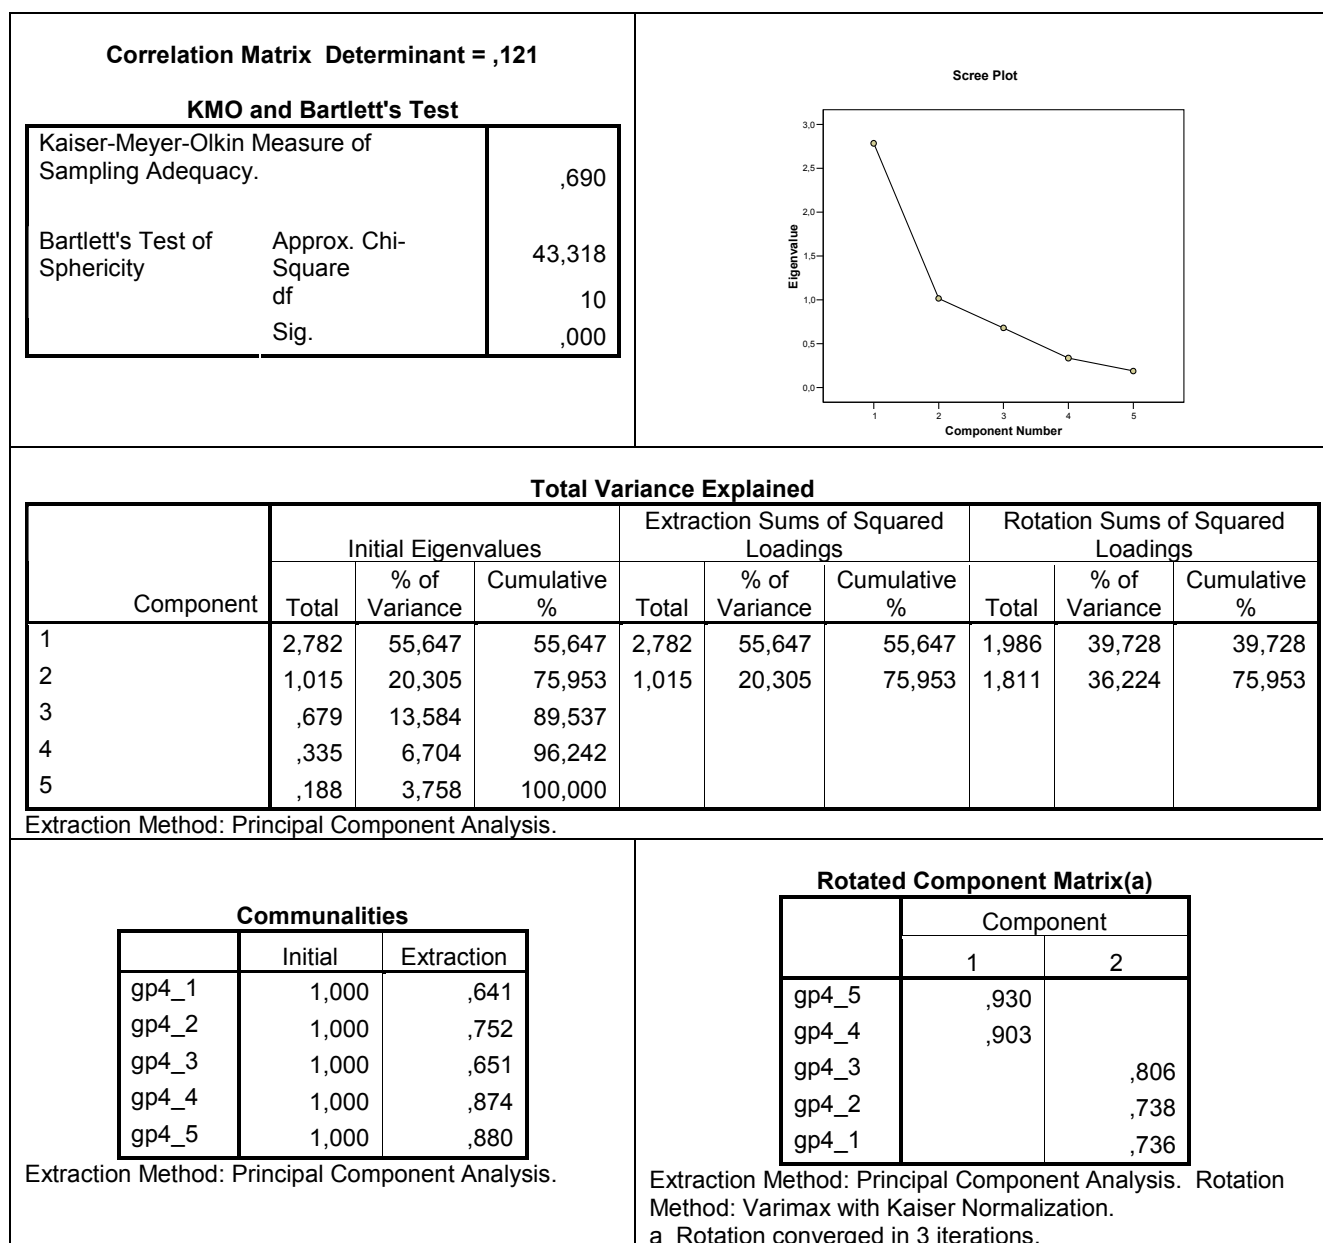 Correlation Matrix Determinant = ,121
KMO and Bartlett's Test
Kaiser-Meyer-Olkin Measure of
Sampling Adequacy.
,690
Bartlett's Test of
Sphericity
Approx. Chi-
Square
43,318
df
10
Sig.
,000
Scree Plot
3,0
2,5
2,0
1,5
1,0
0,5
0,0
Eigenvalue
1 2 3 4 5
Component Number
Total Variance Explained
Component
Initial Eigenvalues
Extraction Sums of Squared
Loadings
Rotation Sums of Squared
Loadings
Total % of Variance Cumulative % Total % of Variance Cumulative % Total % of Variance Cumulative %
1 2,782 55,647 55,647 2,782 55,647 55,647 1,986 39,728 39,728
2 1,015 20,305 75,953 1,015 20,305 75,953 1,811 36,224 75,953
3 ,679 13,584 89,537
4 ,335 6,704 96,242
5 ,188 3,758 100,000
Extraction Method: Principal Component Analysis.
Communalities
Initial Extraction
gp4_1 1,000 ,641
gp4_2 1,000 ,752
gp4_3 1,000 ,651
gp4_4 1,000 ,874
gp4_5 1,000 ,880
Extraction Method: Principal Component Analysis.
Rotated Component Matrix(a)
Component
1 2
gp4_5 ,930
gp4_4 ,903
gp4_3 ,806
gp4_2 ,738
gp4_1 ,736
Extraction Method: Principal Component Analysis. Rotation
Method: Varimax with Kaiser Normalization.
a Rotation converged in 3 iterations.